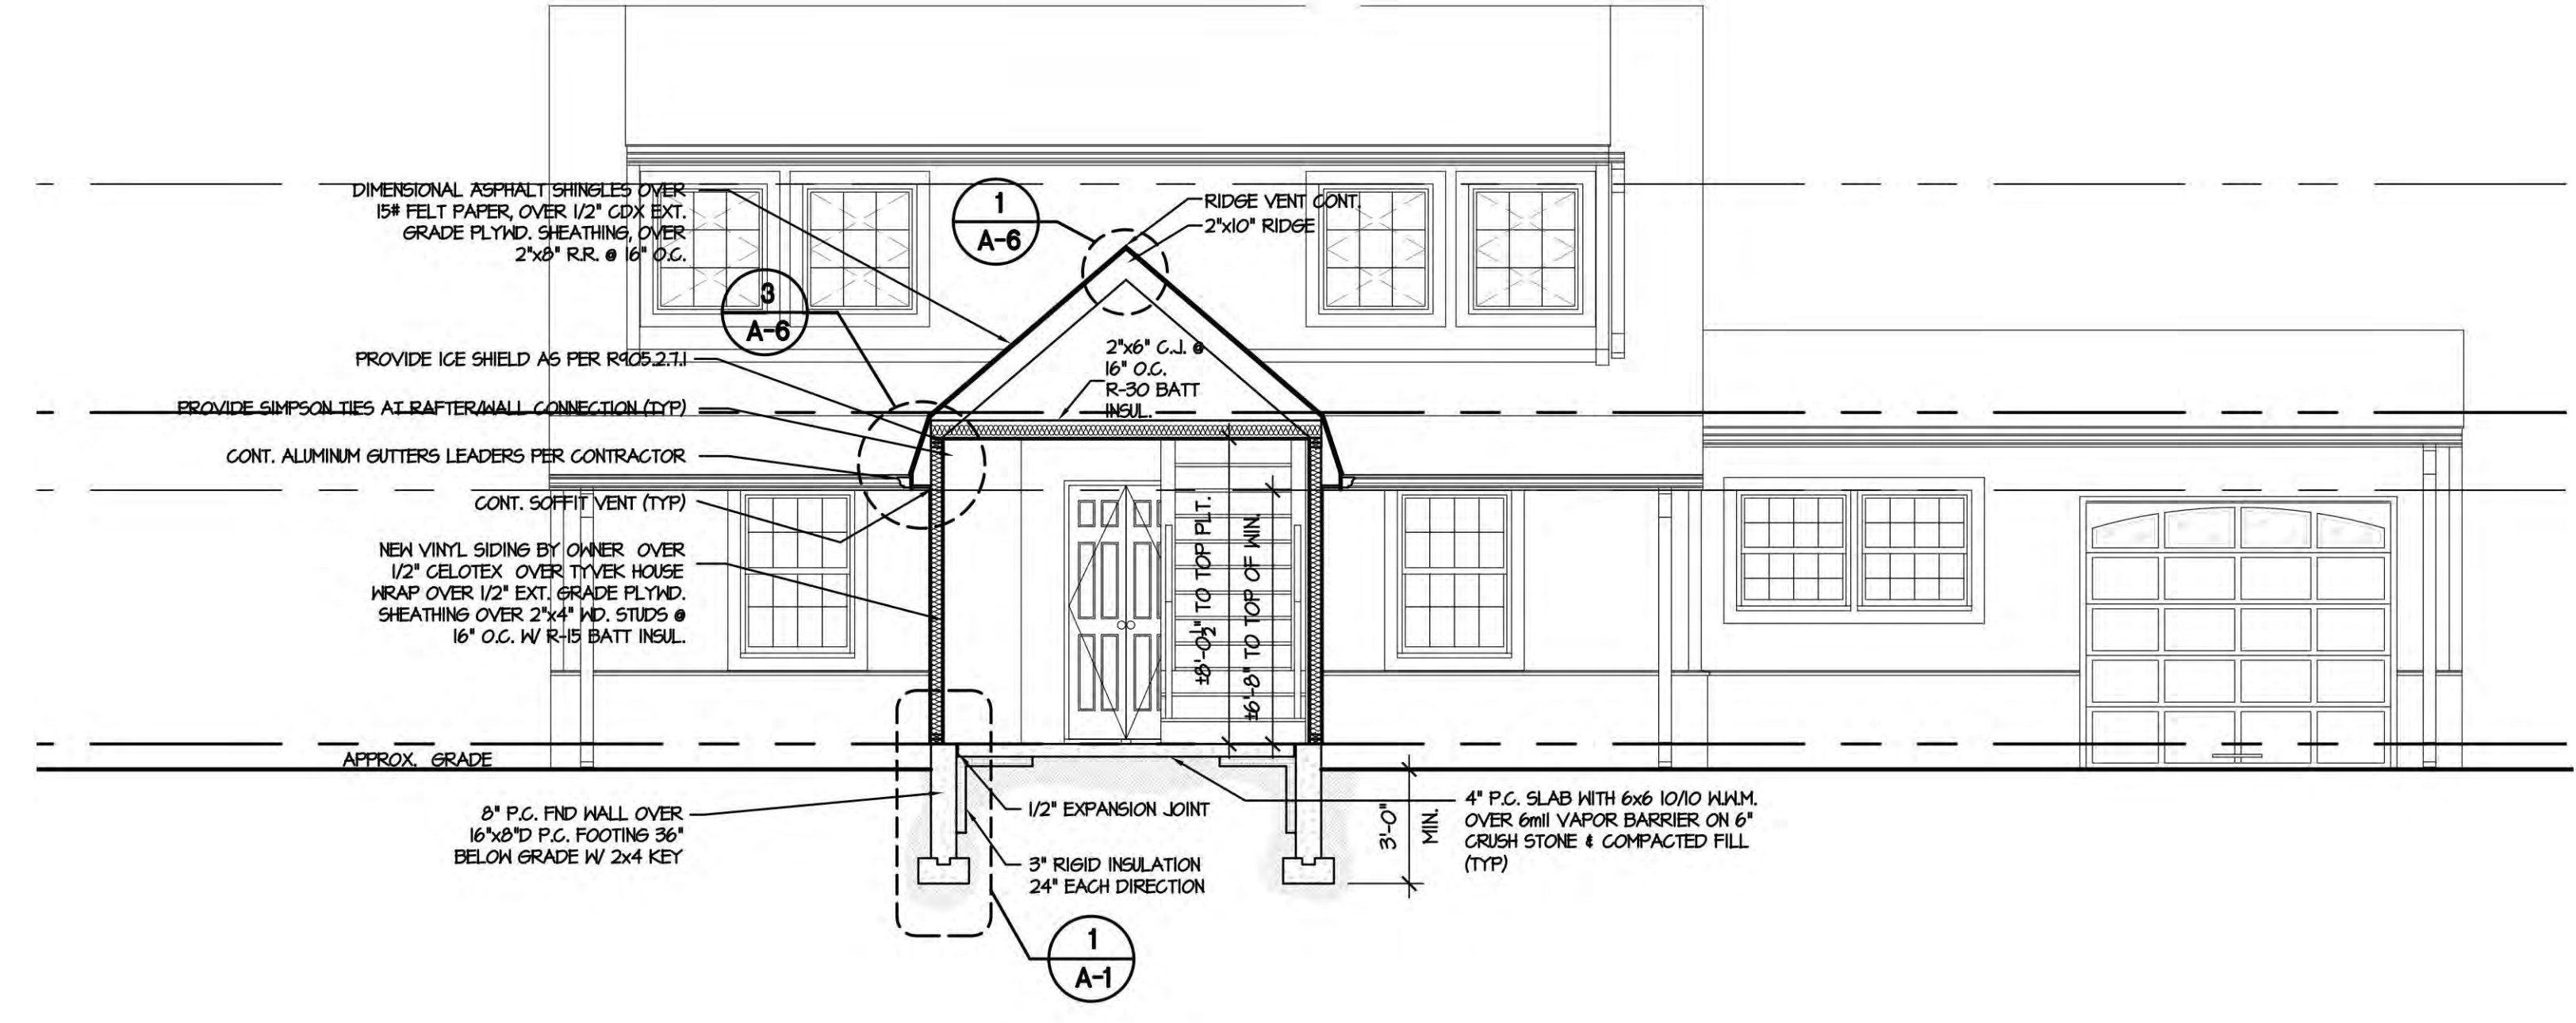 DIMENSIONAL ASPHALT SHINGLES OVER
15# FELT PAPER, OVER 1/2" CDX EXT.
GRADE PLYWD. SHEATHING, OVER
2"x8" R.R. @ 16" O.C.
1
A-6
RIDGE VENT CONT.
2"x10" RIDGE
3
A-6
PROVIDE ICE SHIELD AS PER R905.2.7.1
2"x6" C.J. @
16" O.C.
R-30 BATT
INSUL.
PROVIDE SIMPSON TIES AT RAFTER/WALL CONNECTION (TYP)
CONT. ALUMINUM GUTTERS LEADERS PER CONTRACTOR
CONT. SOFFIT VENT (TYP)
NEW VINYL SIDING BY OWNER OVER
1/2" CELOTEX OVER TYVEK HOUSE
WRAP OVER 1/2" EXT. GRADE PLYWD.
SHEATHING OVER 2"x4" WD. STUDS @
16" O.C. W/ R-15 BATT INSUL.
±8'-0½" TO TOP PLT.
±6'-8" TO TOP OF WIN.
APPROX. GRADE
8" P.C. FND WALL OVER
16"x8"D P.C. FOOTING 36"
BELOW GRADE W/ 2x4 KEY
1/2" EXPANSION JOINT
3" RIGID INSULATION
24" EACH DIRECTION
3'-0"
MIN.
4" P.C. SLAB WITH 6x6 10/10 W.W.M.
OVER 6mil VAPOR BARRIER ON 6"
CRUSH STONE & COMPACTED FILL
(TYP)
1
A-1